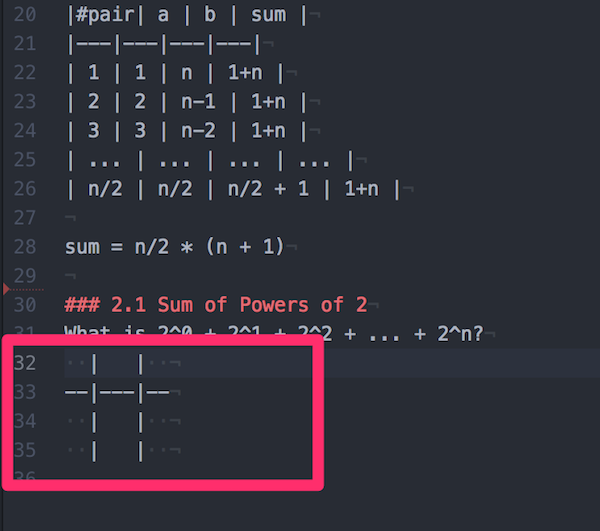 20 |#pair| a | b | sum |¬
21 |---|---|---|---|¬
22 | 1 | 1 | n | 1+n |¬
23 | 2 | 2 | n-1 | 1+n |¬
24 | 3 | 3 | n-2 | 1+n |¬
25 | ... | ... | ... | ... |¬
26 | n/2 | n/2 | n/2 + 1 | 1+n |¬
27 ¬
28 sum = n/2 * (n + 1)¬
29 ¬
30 ### 2.1 Sum of Powers of 2¬
31 What is 2^0 + 2^1 + 2^2 + ... + 2^n?¬
32 ··|   |··¬
33 --|---|--¬
34 ··|   |··¬
35 ··|   |··¬
36